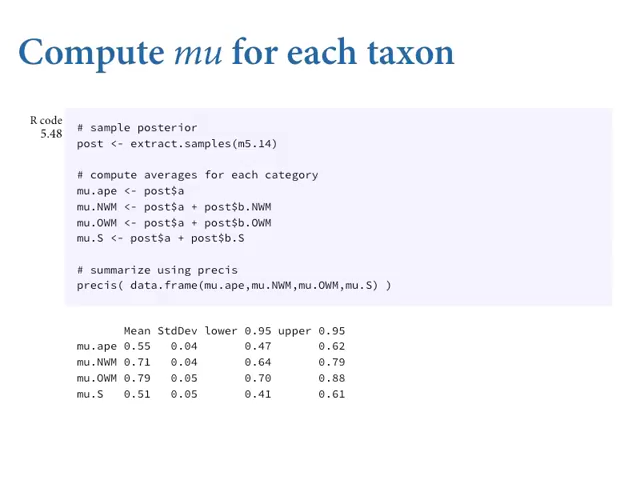 Compute mu for each taxon
R code
5.48
# sample posterior
post <- extract.samples(m5.14)
# compute averages for each category
mu.ape <- post$a
mu.NWM <- post$a + post$b.NWM
mu.OWM <- post$a + post$b.OWM
mu.S <- post$a + post$b.S
# summarize using precis
precis( data.frame(mu.ape,mu.NWM,mu.OWM,mu.S) )
Mean StdDev lower 0.95 upper 0.95
mu.ape 0.55 0.04 0.47 0.62
mu.NWM 0.71 0.04 0.64 0.79
mu.OWM 0.79 0.05 0.70 0.88
mu.S 0.51 0.05 0.41 0.61